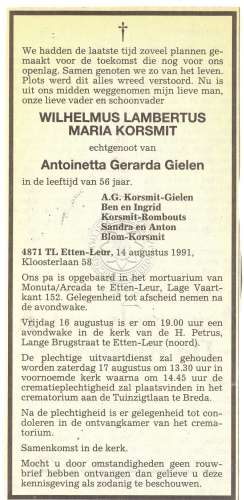 We hadden de laatste tijd zoveel plannen ge-
maakt voor de toekomst die nog voor ons
openlag. Samen genoten we zo van het leven.
Plots werd dit alles wreed verstoord. Nu is
uit ons midden weggenomen mijn lieve man,
onze lieve vader en schoonvader
WILHELMUS LAMBERTUS
MARIA KORSMIT
echtgenoot van
Antoinetta Gerarda Gielen
in de leeftijd van 56 jaar.
A.G. Korsmit-Gielen
Ben en Ingrid
Korsmit-Rombouts
Sandra en Anton
Blom-Korsmit
4871 TL Etten-Leur, 14 augustus 1991,
Kloosterlaan 58
Ons pa is opgebaard in het mortuarium van
Monuta/Arcada te Etten-Leur, Lage Vaart-
kant 152. Gelegenheid tot afscheid nemen na
de avondwake.
Vrijdag 16 augustus is er om 19.00 uur een
avondwake in de kerk van de H. Petrus,
Lange Brugstraat te Etten-Leur (noord).
De plechtige uitvaartdienst zal gehouden
worden zaterdag 17 augustus om 13.30 uur in
voornoemde kerk waarna om 14.45 uur de
crematieplechtigheid zal plaatsvinden in het
crematorium aan de Tuinzigtlaan te Breda.
Na de plechtigheid is er gelegenheid tot con-
doleren in de ontvangkamer van het crema-
torium.
Samenkomst in de kerk.
Mocht u door omstandigheden geen rouw-
brief hebben ontvangen dan gelieve u deze
kennisgeving als zodanig te beschouwen.